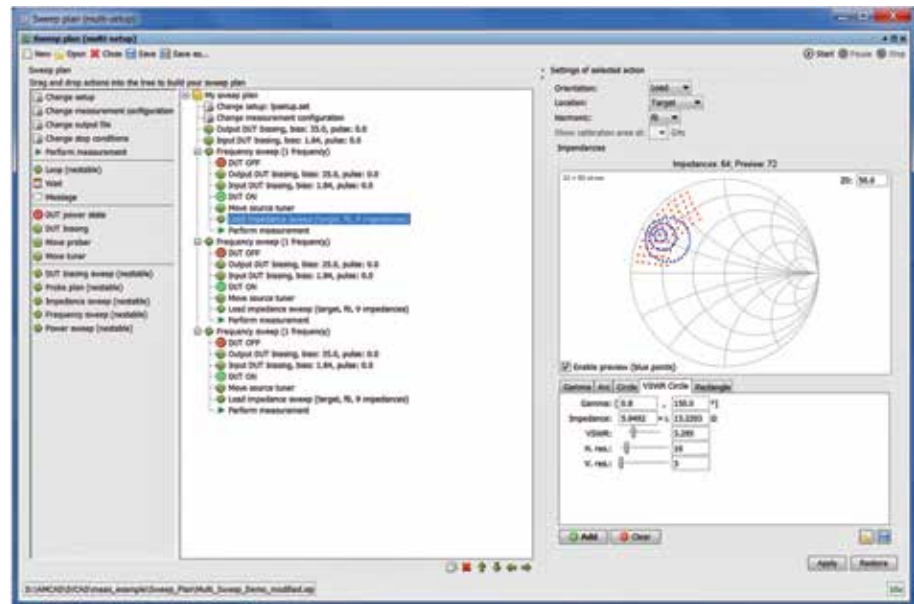 Sweep plan (multi-setup)
Sweep plan (multi-setup)
New Open Close Save Save as...
Start Pause Stop
Sweep plan
Drag and drop actions into the tree to build your sweep plan
Change setup
Change measurement configuration
Change output file
Change stop conditions
Perform measurement
Loop (nestable)
Wait
Message
DUT power state
DUT biasing
Move prober
Move tuner
DUT biasing sweep (nestable)
Probe plan (nestable)
Impedance sweep (nestable)
Frequency sweep (nestable)
Power sweep (nestable)
My sweep plan
Change setup: lpsetup.set
Change measurement configuration
Output DUT biasing, bias: 35.0, pulse: 0.0
Input DUT biasing, bias: 1.84, pulse: 0.0
Frequency sweep (1 frequency)
DUT OFF
Output DUT biasing, bias: 35.0, pulse: 0.0
Input DUT biasing, bias: 1.84, pulse: 0.0
DUT ON
Move source tuner
Load impedance sweep (target, f0, 9 impedances)
Perform measurement
Frequency sweep (1 frequency)
DUT OFF
Output DUT biasing, bias: 35.0, pulse: 0.0
Input DUT biasing, bias: 1.84, pulse: 0.0
DUT ON
Move source tuner
Load impedance sweep (target, f0, 9 impedances)
Perform measurement
Frequency sweep (1 frequency)
DUT OFF
Output DUT biasing, bias: 35.0, pulse: 0.0
Input DUT biasing, bias: 1.84, pulse: 0.0
DUT ON
Move source tuner
Load impedance sweep (target, f0, 9 impedances)
Perform measurement
Settings of selected action
Orientation: Load
Location: Target
Harmonic: f0
Show calibration area at: GHz
Impendances
Impedances: 64; Preview: 72
Z0: 50.0
Enable preview (blue points)
Gamma Arc Circle VSWR Circle Rectangle
Gamma: [ 0.8 , 150.0 °]
Impedance: 5.9492 + i. 13.2203 Ω
VSWR: 3.285
H. res.: 16
V. res.: 3
Add Clear
Apply Restore
D:\AMCAD\IVCAD\meas_example\Sweep_Plan\Multi_Sweep_Demo_modified.xip